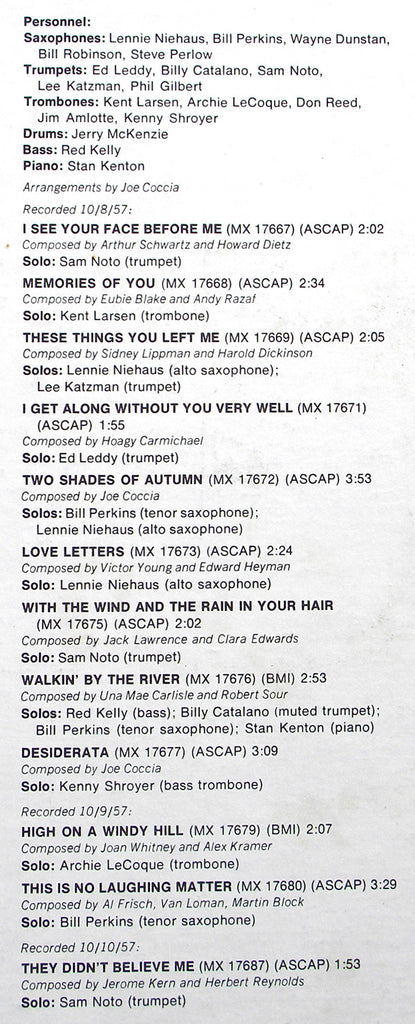 Personnel:
Saxophones: Lennie Niehaus, Bill Perkins, Wayne Dunstan,
Bill Robinson, Steve Perlow
Trumpets: Ed Leddy, Billy Catalano, Sam Noto,
Lee Katzman, Phil Gilbert
Trombones: Kent Larsen, Archie LeCoque, Don Reed,
Jim Amlotte, Kenny Shroyer
Drums: Jerry McKenzie
Bass: Red Kelly
Piano: Stan Kenton
Arrangements by Joe Coccia
Recorded 10/8/57:
I SEE YOUR FACE BEFORE ME (MX 17667) (ASCAP) 2:02
Composed by Arthur Schwartz and Howard Dietz
Solo: Sam Noto (trumpet)
MEMORIES OF YOU (MX 17668) (ASCAP) 2:34
Composed by Eubie Blake and Andy Razaf
Solo: Kent Larsen (trombone)
THESE THINGS YOU LEFT ME (MX 17669) (ASCAP) 2:05
Composed by Sidney Lippman and Harold Dickinson
Solos: Lennie Niehaus (alto saxophone);
Lee Katzman (trumpet)
I GET ALONG WITHOUT YOU VERY WELL (MX 17671)
(ASCAP) 1:55
Composed by Hoagy Carmichael
Solo: Ed Leddy (trumpet)
TWO SHADES OF AUTUMN (MX 17672) (ASCAP) 3:53
Composed by Joe Coccia
Solos: Bill Perkins (tenor saxophone);
Lennie Niehaus (alto saxophone)
LOVE LETTERS (MX 17673) (ASCAP) 2:24
Composed by Victor Young and Edward Heyman
Solo: Lennie Niehaus (alto saxophone)
WITH THE WIND AND THE RAIN IN YOUR HAIR
(MX 17675) (ASCAP) 2:02
Composed by Jack Lawrence and Clara Edwards
Solo: Sam Noto (trumpet)
WALKIN' BY THE RIVER (MX 17676) (BMI) 2:53
Composed by Una Mae Carlisle and Robert Sour
Solos: Red Kelly (bass); Billy Catalano (muted trumpet);
Bill Perkins (tenor saxophone); Stan Kenton (piano)
DESIDERATA (MX 17677) (ASCAP) 3:09
Composed by Joe Coccia
Solo: Kenny Shroyer (bass trombone)
Recorded 10/9/57:
HIGH ON A WINDY HILL (MX 17679) (BMI) 2:07
Composed by Joan Whitney and Alex Kramer
Solo: Archie LeCoque (trombone)
THIS IS NO LAUGHING MATTER (MX 17680) (ASCAP) 3:29
Composed by Al Frisch, Van Loman, Martin Block
Solo: Bill Perkins (tenor saxophone)
Recorded 10/10/57:
THEY DIDN'T BELIEVE ME (MX 17687) (ASCAP) 1:53
Composed by Jerome Kern and Herbert Reynolds
Solo: Sam Noto (trumpet)